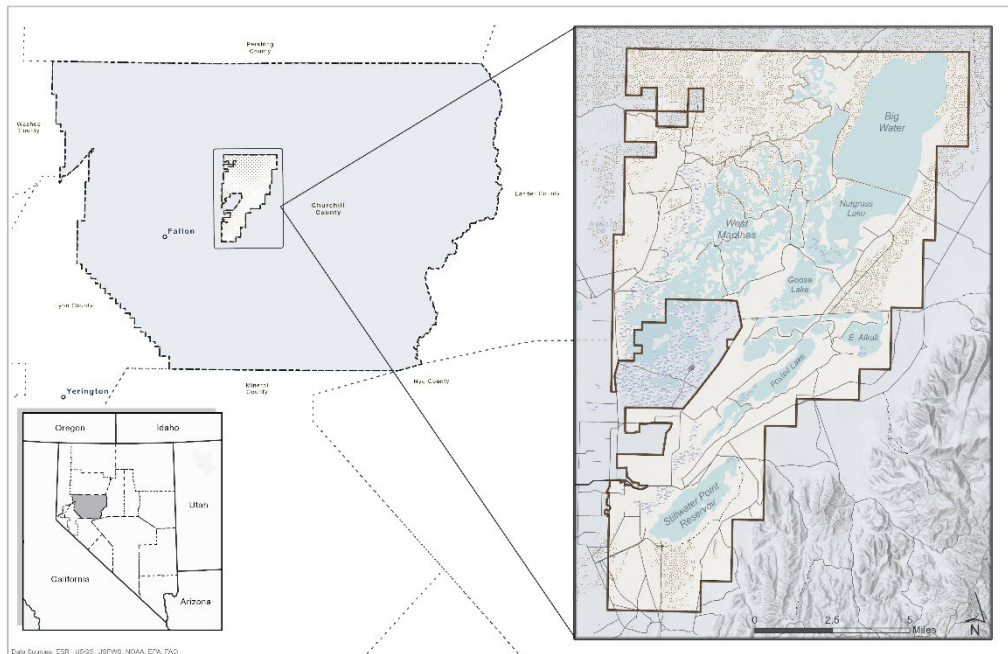 Pershing
County
Washoe
County
Lander County
Churchill
County
Fallon
Lyon County
Mineral
County
Nye County
Yerington
Oregon
Idaho
Utah
California
Arizona
Big
Water
Nutgrass
Lake
West
Marshes
Goose
Lake
E. Alkali
Foxtail Lake
Stillwater Point
Reservoir
0
2.5
5
Miles
N
Data Sources: ESR, USGS, USFWS, NOAA, EPA, FAO